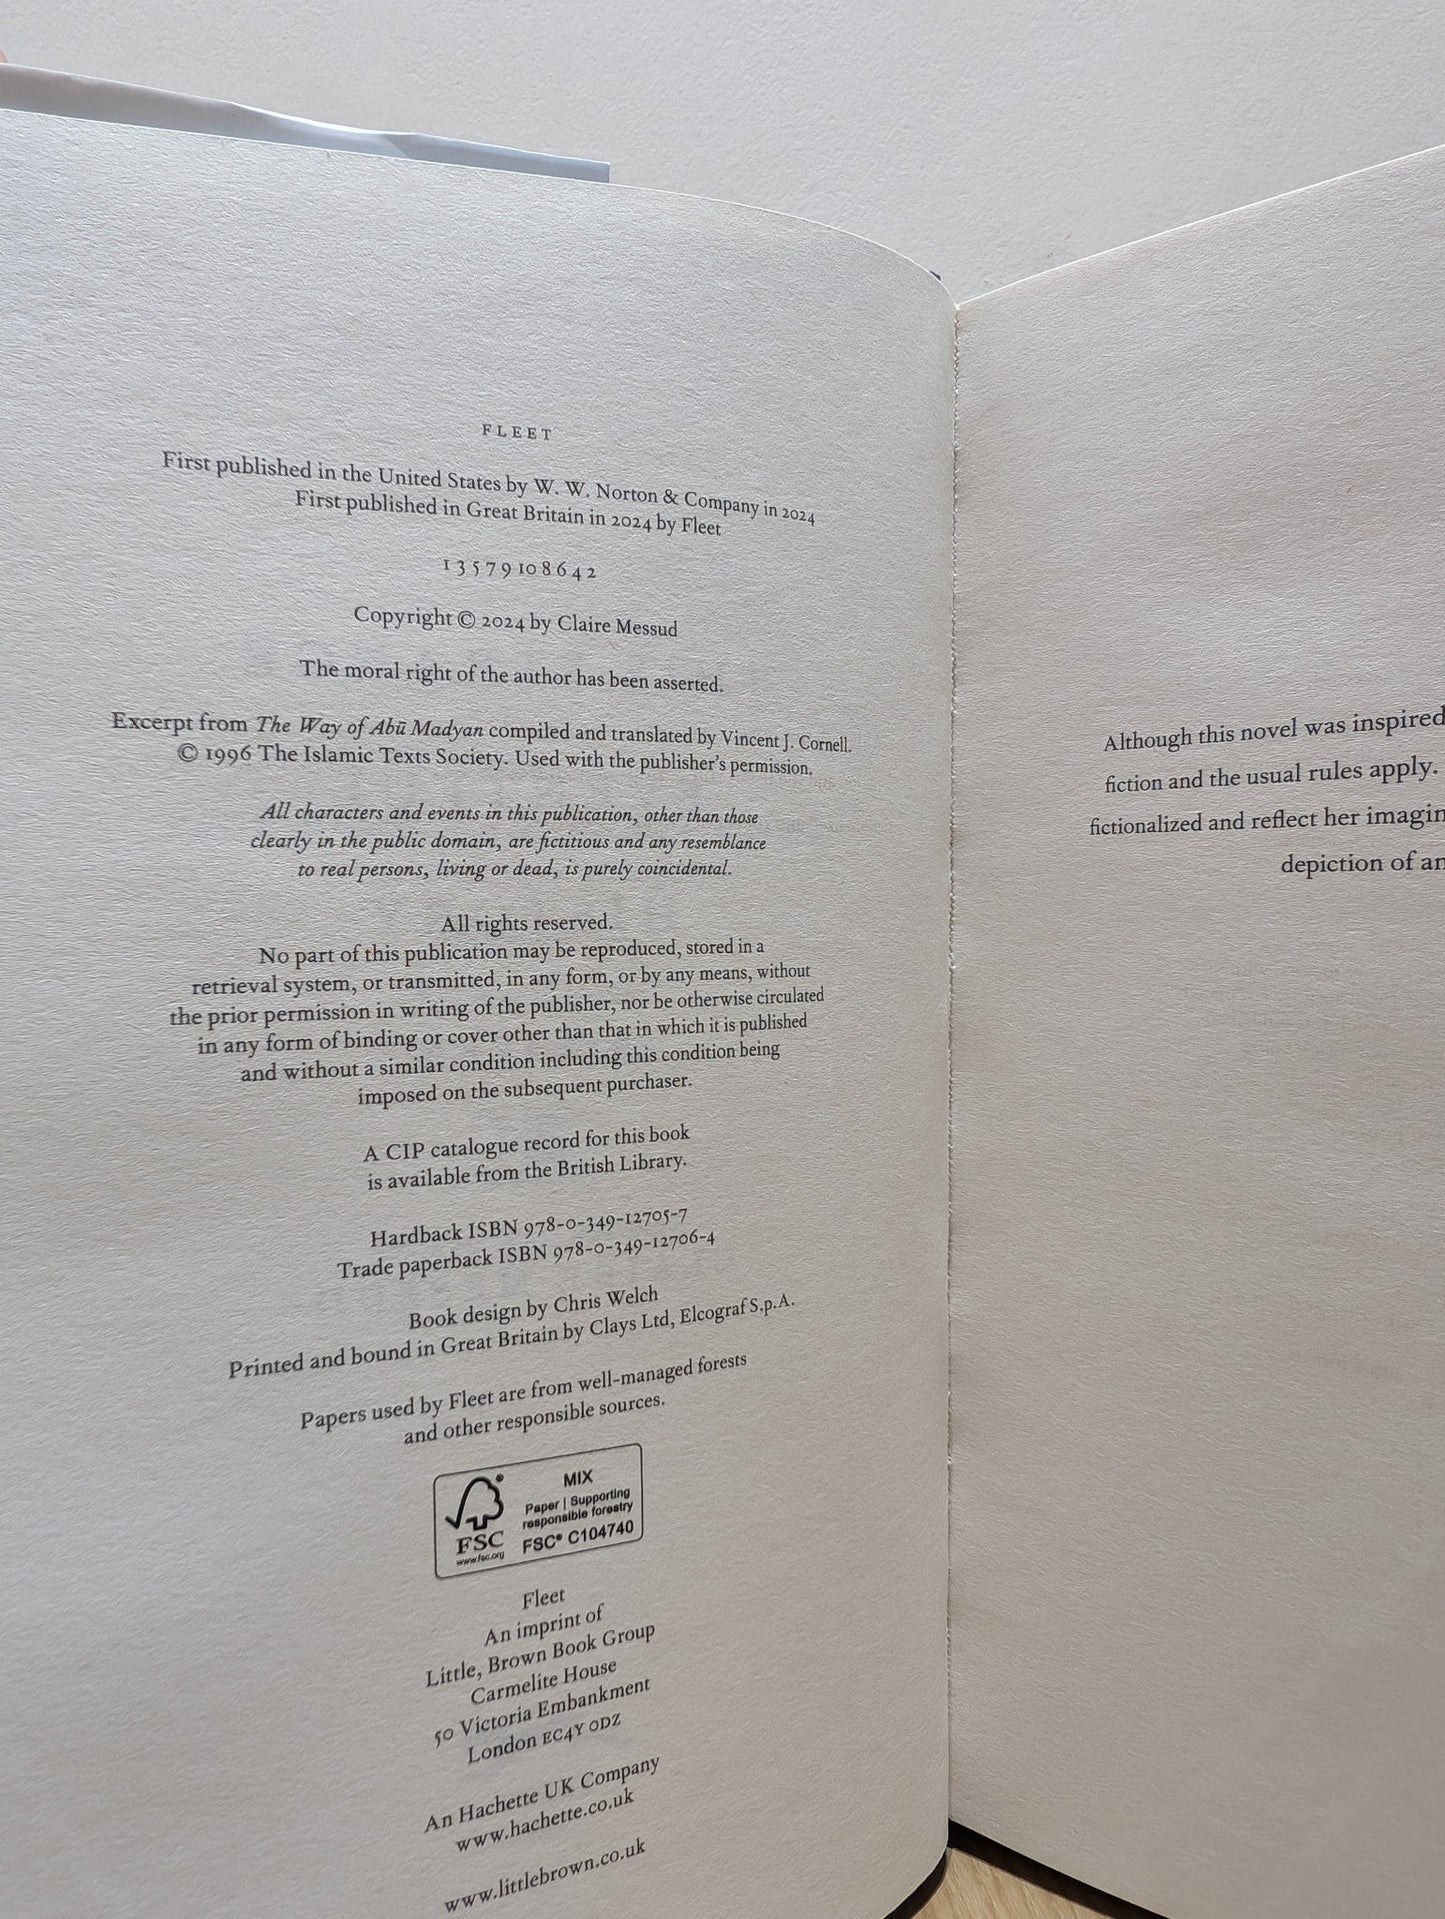 FLEET
First published in the United States by W. W. Norton & Company in 2024
First published in Great Britain in 2024 by Fleet
1 3 5 7 9 10 8 6 4 2
Copyright © 2024 by Claire Messud
The moral right of the author has been asserted.
Excerpt from The Way of Abū Madyan compiled and translated by Vincent J. Cornell.
© 1996 The Islamic Texts Society. Used with the publisher's permission.
All characters and events in this publication, other than those
clearly in the public domain, are fictitious and any resemblance
to real persons, living or dead, is purely coincidental.
All rights reserved.
No part of this publication may be reproduced, stored in a
retrieval system, or transmitted, in any form, or by any means, without
the prior permission in writing of the publisher, nor be otherwise circulated
in any form of binding or cover other than that in which it is published
and without a similar condition including this condition being
imposed on the subsequent purchaser.
A CIP catalogue record for this book
is available from the British Library.
Hardback ISBN 978-0-349-12705-7
Trade paperback ISBN 978-0-349-12706-4
Book design by Chris Welch
Printed and bound in Great Britain by Clays Ltd, Elcograf S.p.A.
Papers used by Fleet are from well-managed forests
and other responsible sources.
FSC
www.fsc.org
MIX
Paper | Supporting
responsible forestry
FSC® C104740
Fleet
An imprint of
Little, Brown Book Group
Carmelite House
50 Victoria Embankment
London EC4Y 0DZ
An Hachette UK Company
www.hachette.co.uk
www.littlebrown.co.uk
Although this novel was inspired
fiction and the usual rules apply.
fictionalized and reflect her imagin
depiction of an